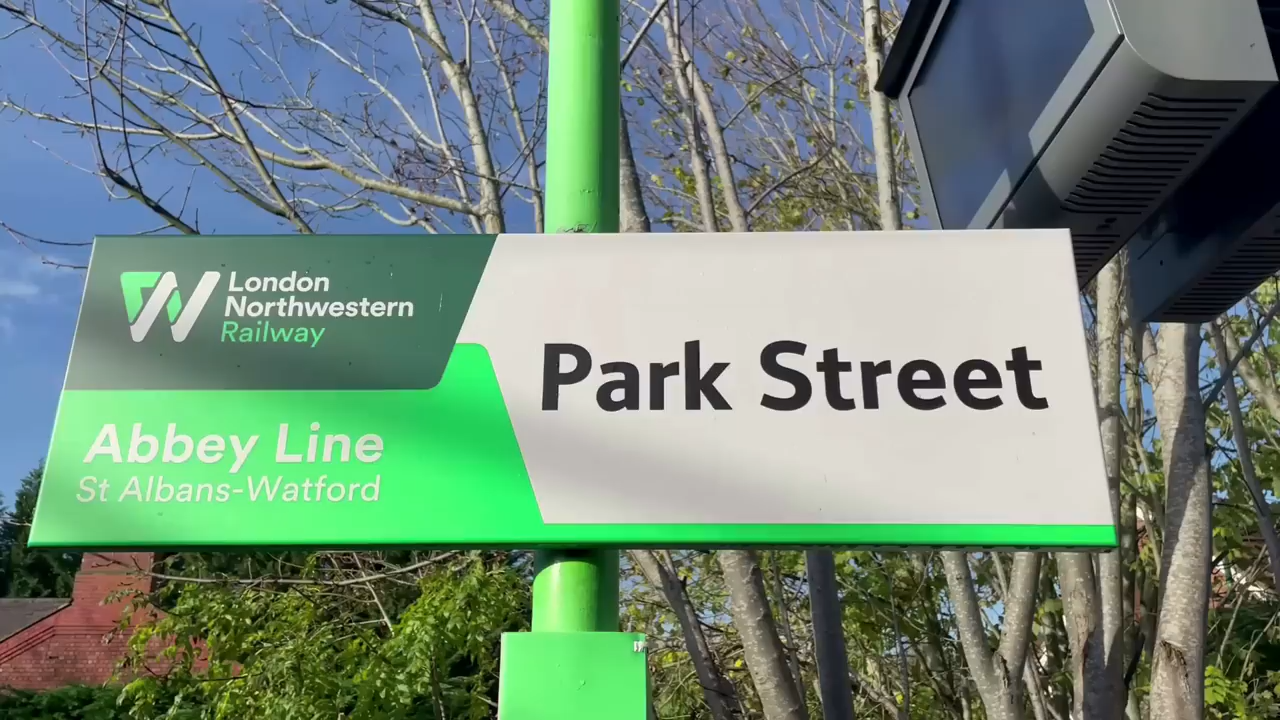 London
Northwestern
Railway
Abbey Line
St Albans-Watford
Park Street